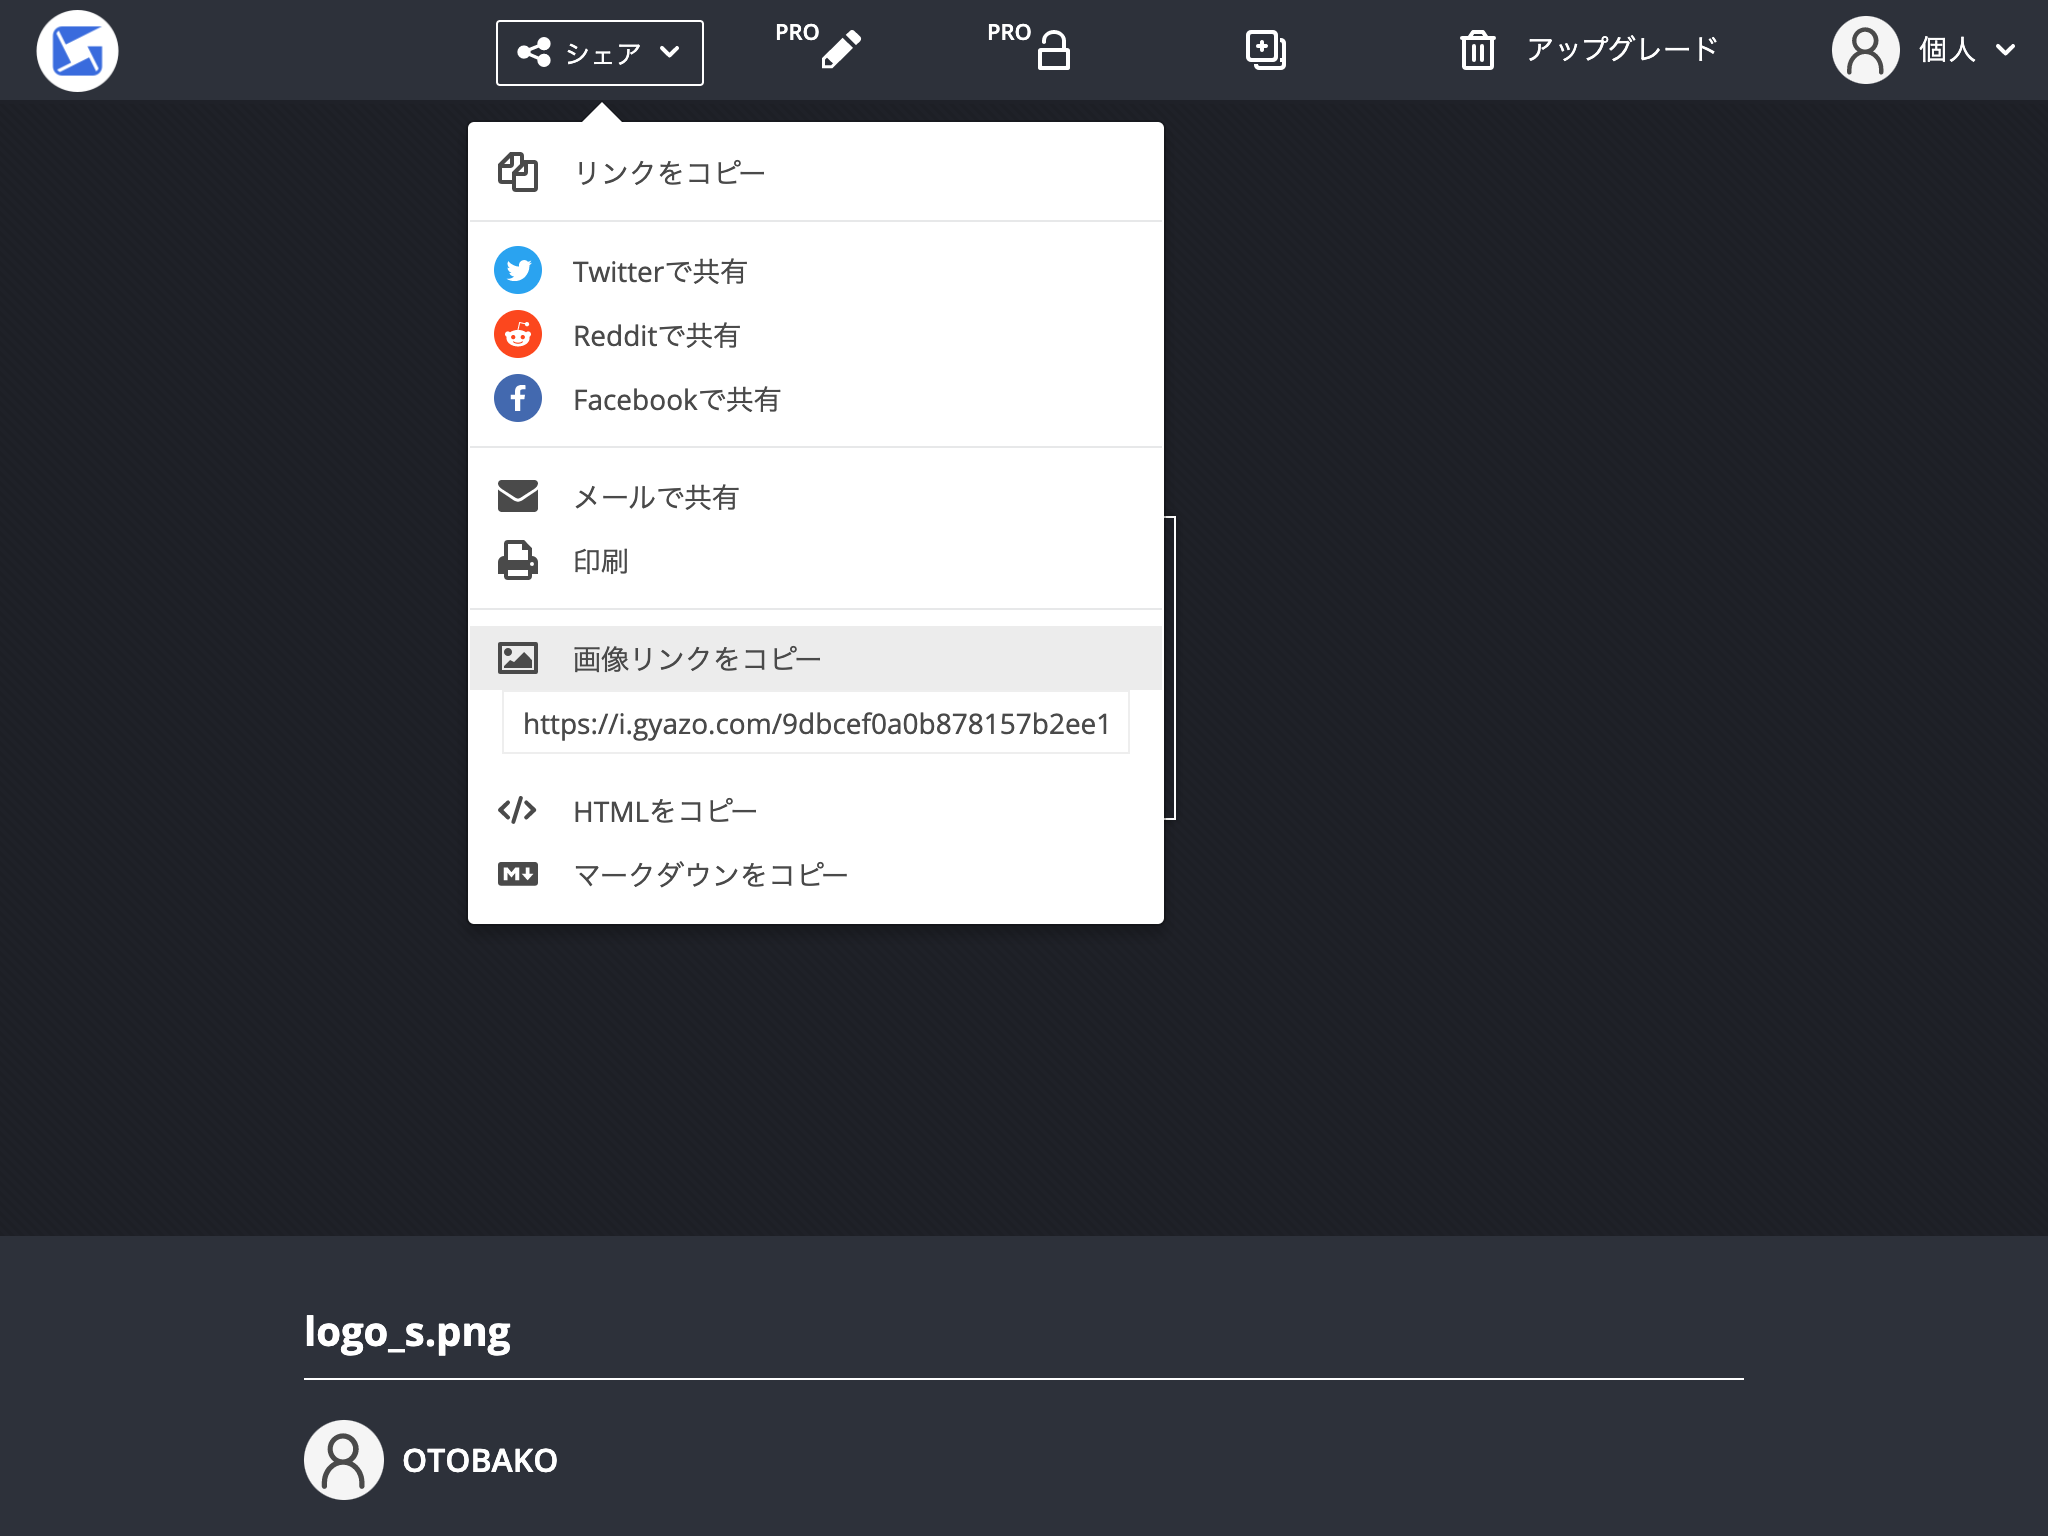 シェア
PRO
PRO
アップグレード
個人
リンクをコピー
Twitterで共有
Redditで共有
Facebookで共有
メールで共有
印刷
画像リンクをコピー
https://i.gyazo.com/9dbcef0a0b878157b2ee1
HTMLをコピー
M↓ マークダウンをコピー
logo_s.png
OTOBAKO